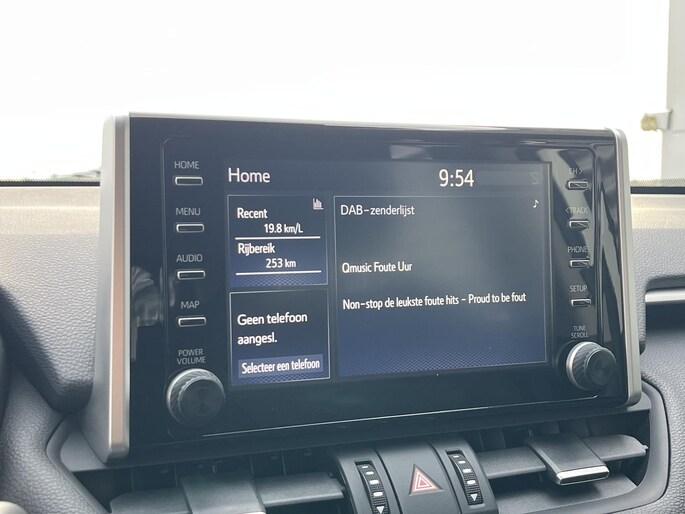 HOME
MENU
AUDIO
MAP
POWER
VOLUME
Home
9:54
Recent
19.8 km/L
Rijbereik
253 km
Geen telefoon
aangesl.
Selecteer een telefoon
DAB-zenderlijst
Qmusic Foute Uur
Non-stop de leukste foute hits - Proud to be fout
CH >
<TRACK
PHONE
SETUP
TUNE
SCROLL